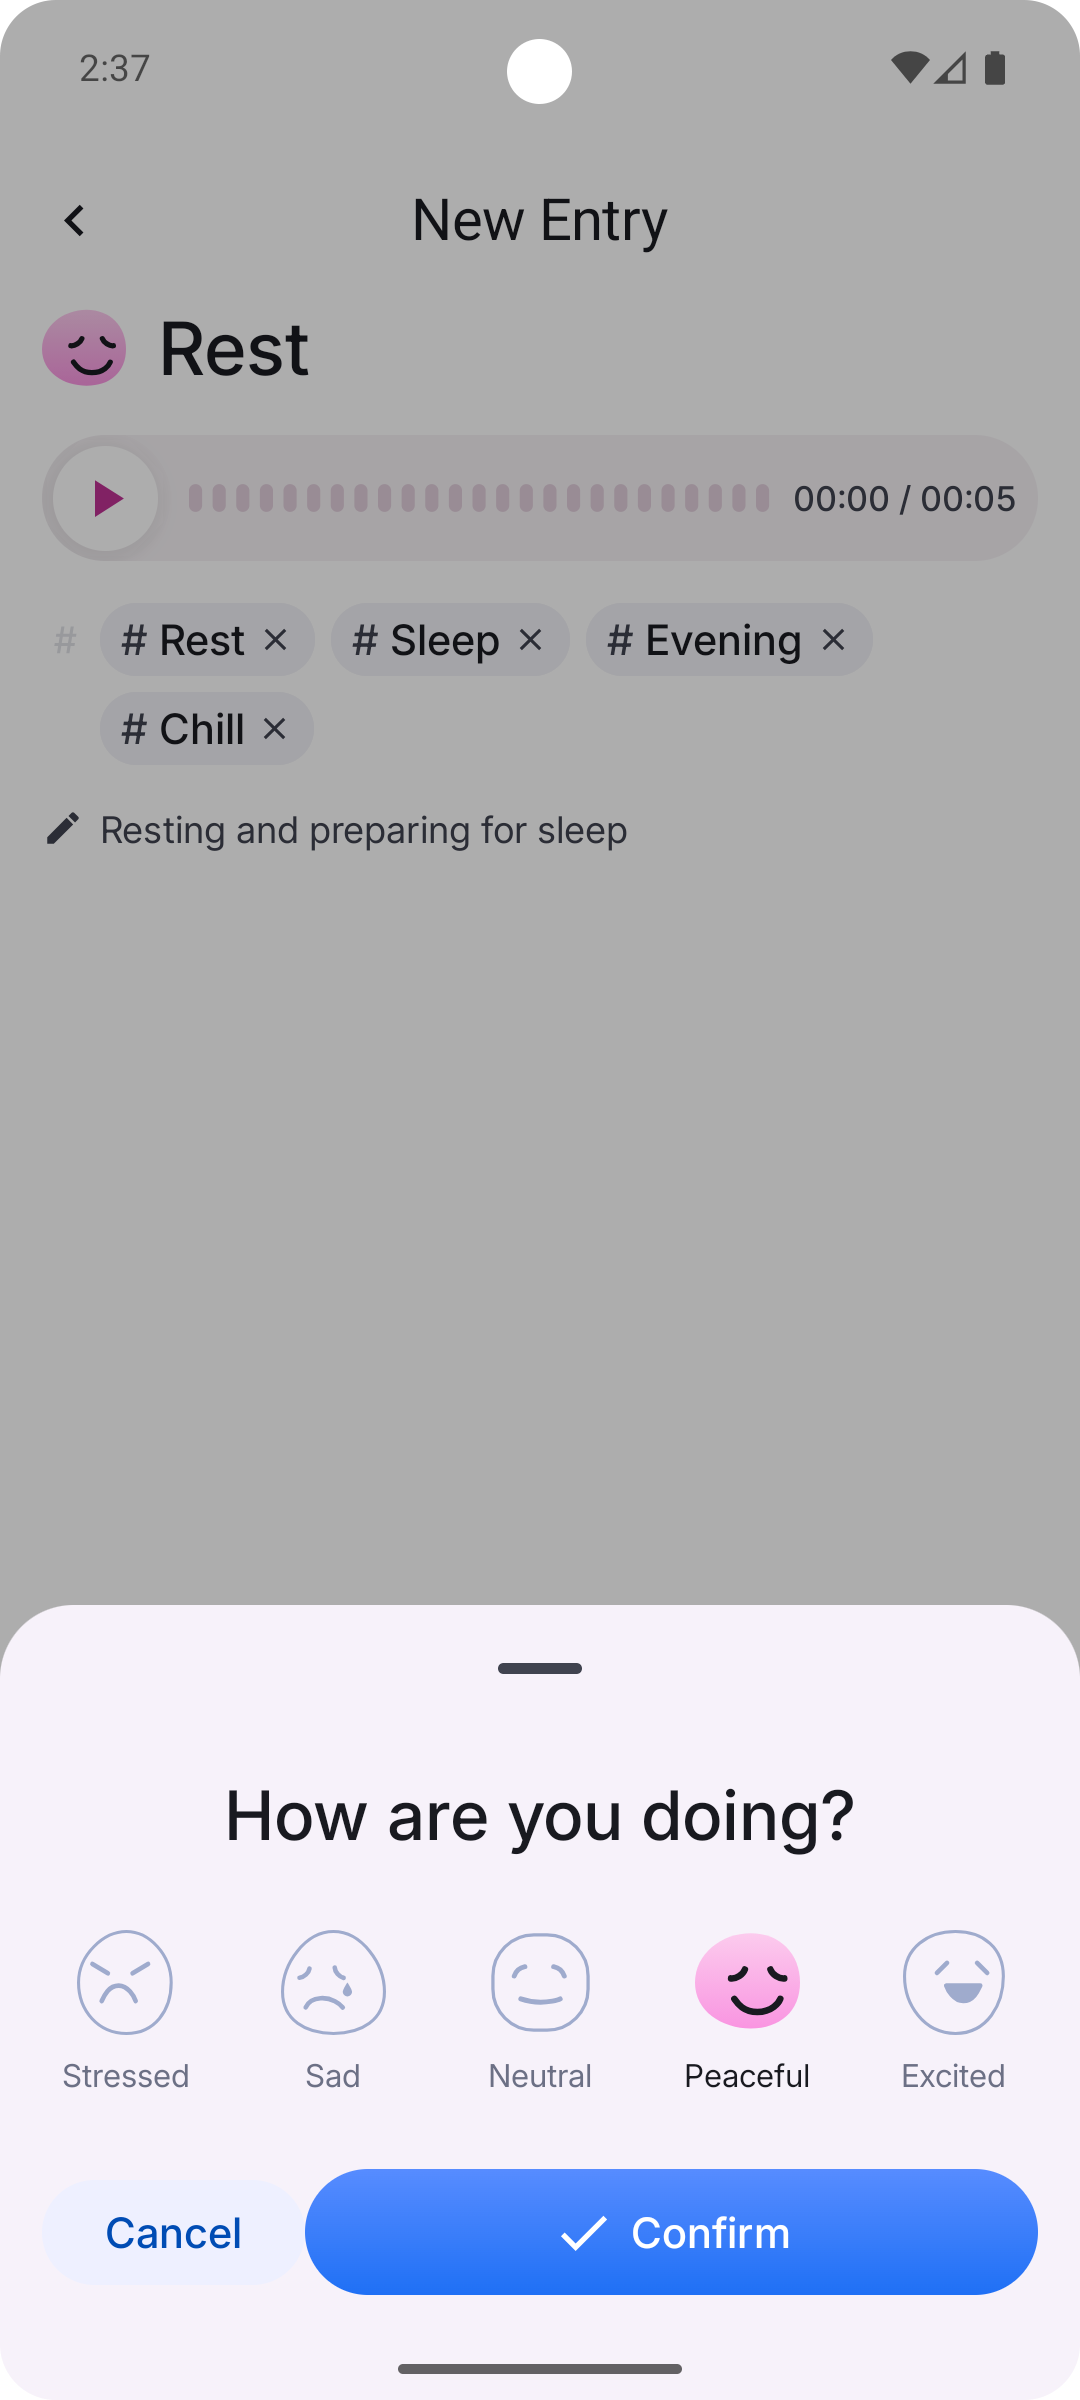 2:37
New Entry
Rest
00:00 / 00:05
# # Rest × # Sleep × # Evening ×
# Chill ×
Resting and preparing for sleep
How are you doing?
Stressed Sad Neutral Peaceful Excited
Cancel Confirm